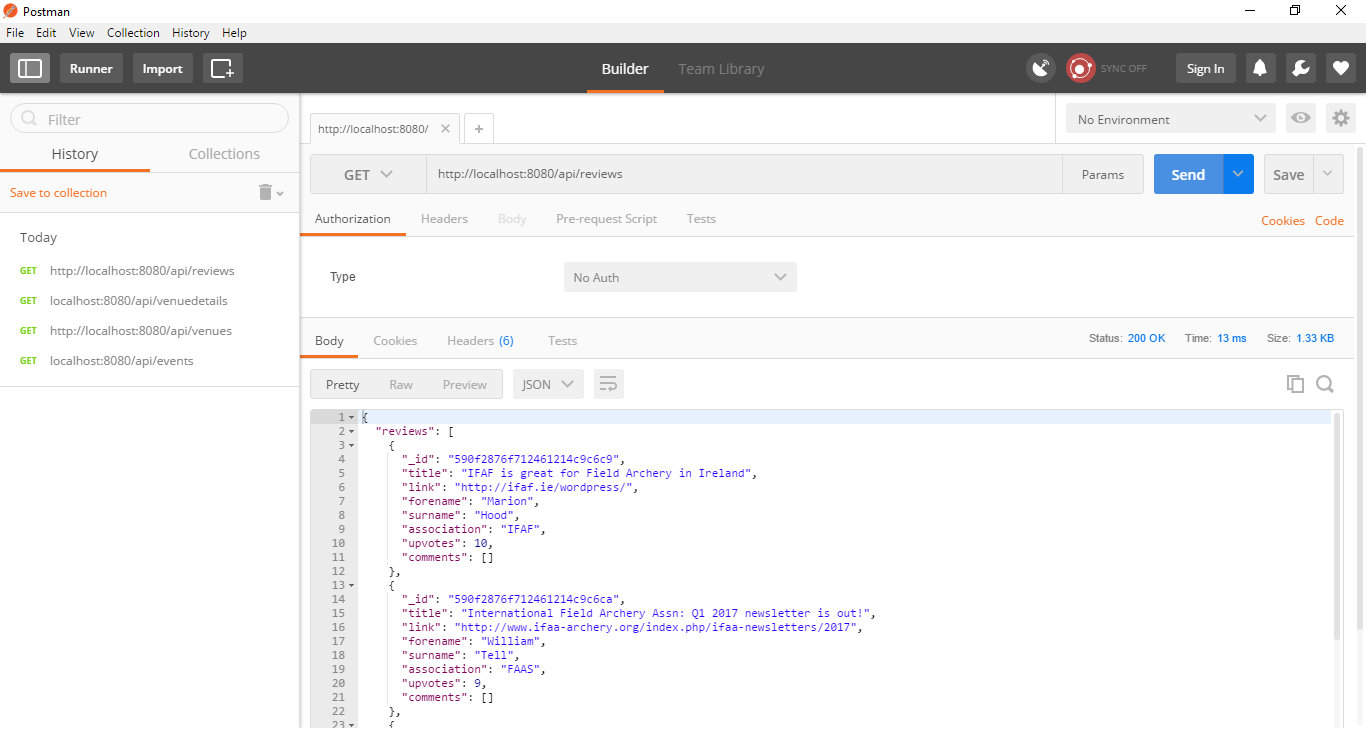 Postman
File Edit View Collection History Help
Runner Import Builder Team Library SYNC OFF Sign In
Filter
History Collections
Save to collection
Today
GET http://localhost:8080/api/reviews
GET localhost:8080/api/venuedetails
GET http://localhost:8080/api/venues
GET localhost:8080/api/events
http://localhost:8080/ × + No Environment
GET http://localhost:8080/api/reviews Params Send Save
Authorization Headers Body Pre-request Script Tests Cookies Code
Type No Auth
Body Cookies Headers (6) Tests Status: 200 OK Time: 13 ms Size: 1.33 KB
Pretty Raw Preview JSON
1 {
2 "reviews": [
3 {
4 "_id": "590f2876f712461214c9c6c9",
5 "title": "IFAF is great for Field Archery in Ireland",
6 "link": "http://ifaf.ie/wordpress/",
7 "forename": "Marion",
8 "surname": "Hood",
9 "association": "IFAF",
10 "upvotes": 10,
11 "comments": []
12 },
13 {
14 "_id": "590f2876f712461214c9c6ca",
15 "title": "International Field Archery Assn: Q1 2017 newsletter is out!",
16 "link": "http://www.ifaa-archery.org/index.php/ifaa-newsletters/2017",
17 "forename": "William",
18 "surname": "Tell",
19 "association": "FAAS",
20 "upvotes": 9,
21 "comments": []
22 },
23 {